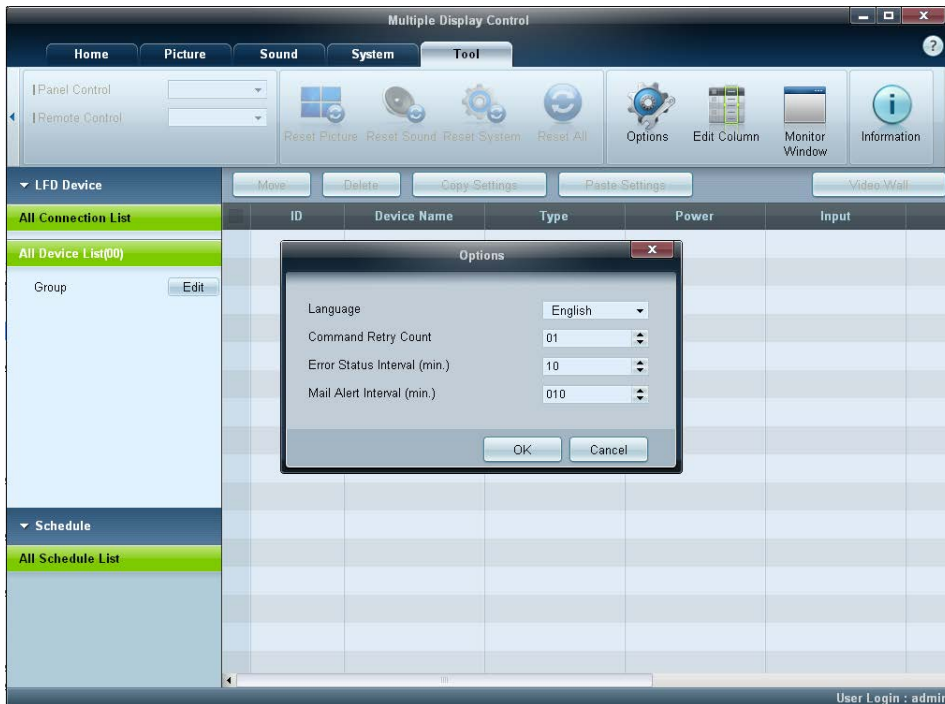 Multiple Display Control
Home Picture Sound System Tool
Panel Control
Remote Control
Reset Picture Reset Sound Reset System Reset All
Options Edit Column Monitor Window Information
LFD Device
Move Delete Copy Settings Paste Settings Video Wall
All Connection List
ID Device Name Type Power Input
All Device List(00)
Group Edit
Options
Language English
Command Retry Count 01
Error Status Interval (min.) 10
Mail Alert Interval (min.) 010
OK Cancel
Schedule
All Schedule List
User Login : admin